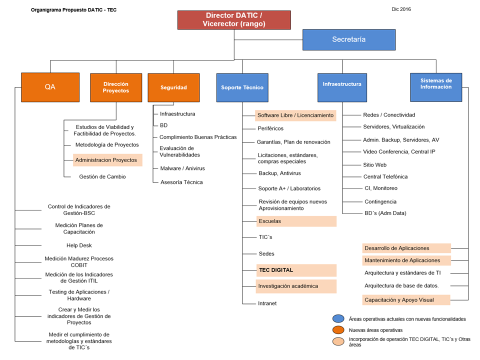 Organigrama Propuesto DATIC - TEC
Dic 2016
Director DATIC /
Vicerector (rango)
Secretaría
QA
Dirección
Proyectos
Seguridad
Soporte Técnico
Infraestructura
Sistemas de
Información
Estudios de Viabilidad y
Factibilidad de Proyectos.
Metodologia de Proyectos
Administracion Proyectos
Gestión de Cambio
Infraestructura
BD
Complimiento Buenas Prácticas
Evaluación de
Vulnerabilidades
Malware / Anvirus
Asesoría Técnica
Software Libre / Licenciamiento
Periféricos
Garantías, Plan de renovación
Licitaciones, estándares,
compras especiales
Backup, Antivirus
Soporte A+ / Laboratorios
Revisión de equipos nuevos
Aprovisionamiento
Escuelas
TIC´s
Sedes
TEC DIGITAL
Investigación académica
Intranet
Redes / Conectividad
Servidores, Virtualización
Admin. Backup, Servidores, AV
Video Conferencia, Central IP
Sitio Web
Central Telefónica
CI, Monitoreo
Contingencia
BD´s (Adm Data)
Control de Indicadores de
Gestión-BSC
Medición Planes de
Capacitación
Help Desk
Medición Madurez Procesos
COBIT
Medición de los Indicadores
de Gestión ITIL
Testing de Aplicaciones /
Hardware
Crear y Medir los
indicadores de Gestión de
Proyectos
Medir el cumplimiento de
metodologías y estándares
de TIC´s
Desarrollo de Aplicaciones
Mantenimiento de Aplicaciones
Arquitectura y estándares de TI
Arquitectura de base de datos.
Capacitación y Apoyo Visual
Áreas operativas actuales con nuevas funcionalidades
Nuevas áreas operativas
Incorporación de operación TEC DIGITAL, TIC´s y Otras
áreas